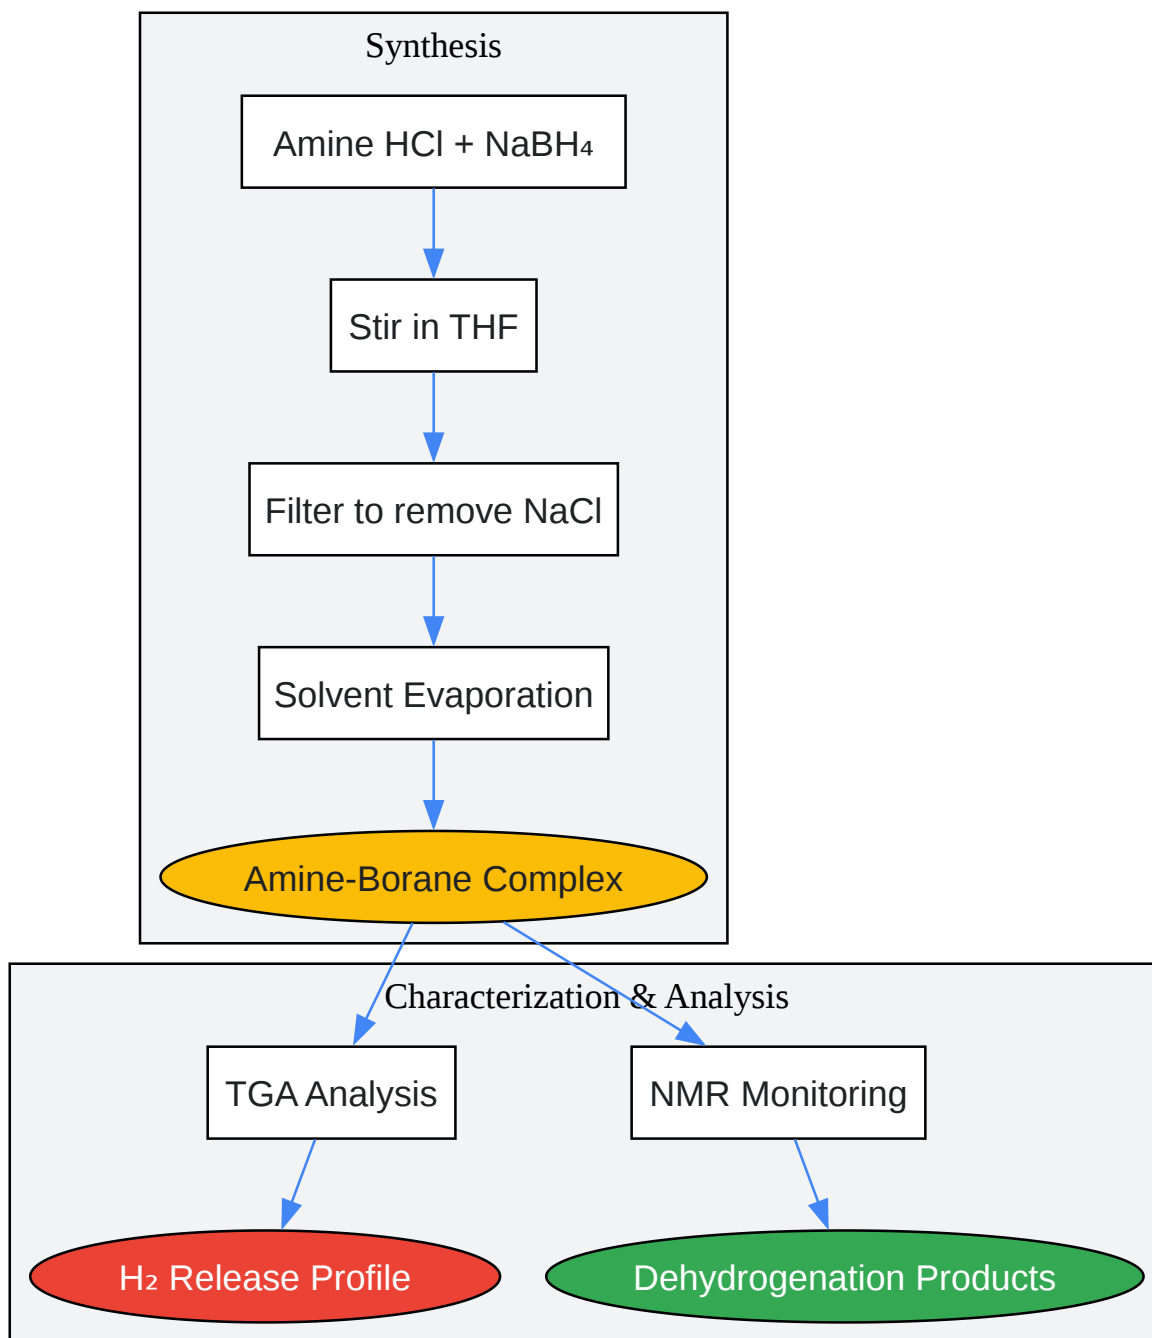 Synthesis
Amine HCl + NaBH₄
Stir in THF
Filter to remove NaCl
Solvent Evaporation
Amine-Borane Complex
Characterization & Analysis
TGA Analysis
NMR Monitoring
H₂ Release Profile
Dehydrogenation Products